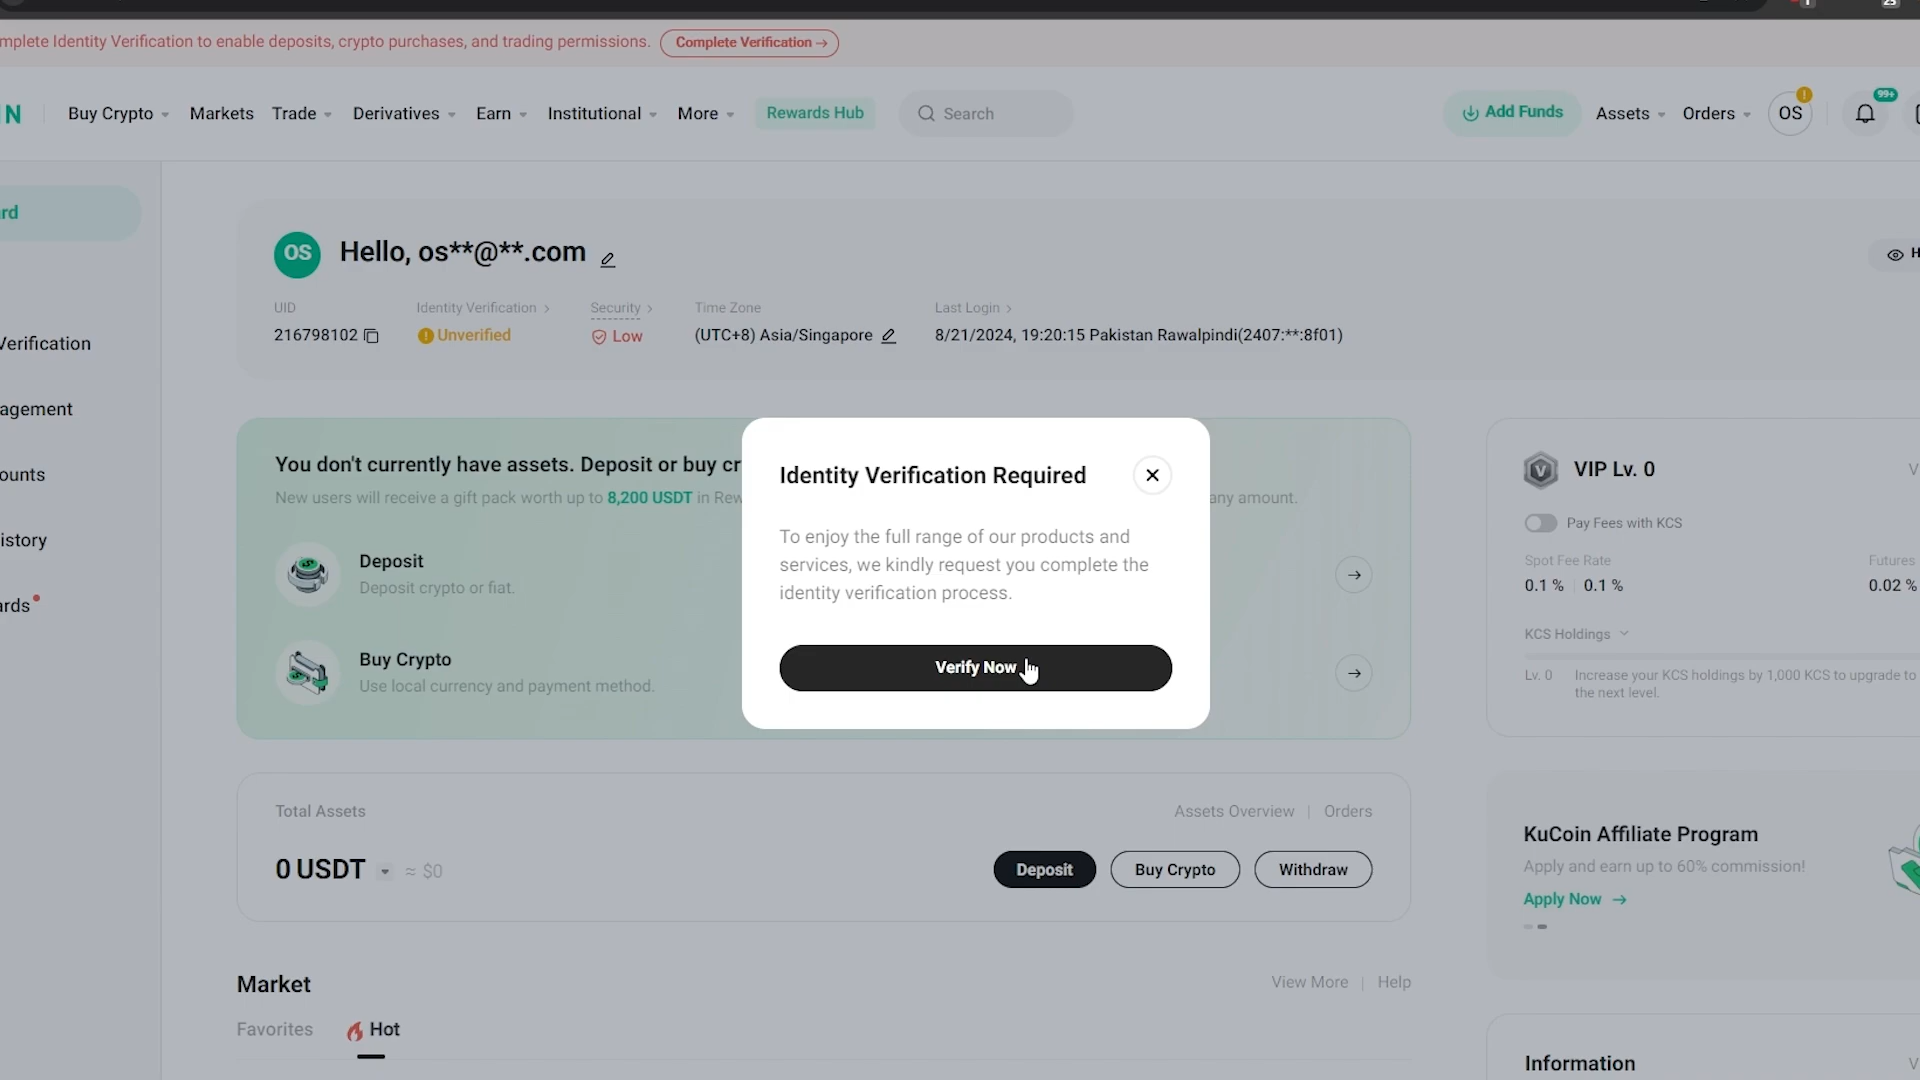 mplete Identity Verification to enable deposits, crypto purchases, and trading permissions. Complete Verification →
IN Buy Crypto Markets Trade Derivatives Earn Institutional More Rewards Hub Search Add Funds Assets Orders OS ! 99+
rd
OS Hello, os**@**.com
UID Identity Verification > Security > Time Zone Last Login >
216798102 Unverified Low (UTC+8) Asia/Singapore 8/21/2024, 19:20:15 Pakistan Rawalpindi(2407:**:8f01)
Verification
agement
ounts
istory
ards
You don't currently have assets. Deposit or buy cr
New users will receive a gift pack worth up to 8,200 USDT in Rew any amount.
Deposit
Deposit crypto or fiat.
Buy Crypto
Use local currency and payment method.
Identity Verification Required
To enjoy the full range of our products and
services, we kindly request you complete the
identity verification process.
Verify Now
VIP Lv. 0
Pay Fees with KCS
Spot Fee Rate Futures
0.1 % 0.1 % 0.02 %
KCS Holdings
Lv. 0 Increase your KCS holdings by 1,000 KCS to upgrade to
the next level.
Total Assets Assets Overview | Orders
0 USDT ≈ $0 Deposit Buy Crypto Withdraw
KuCoin Affiliate Program
Apply and earn up to 60% commission!
Apply Now →
Market View More | Help
Favorites Hot
Information